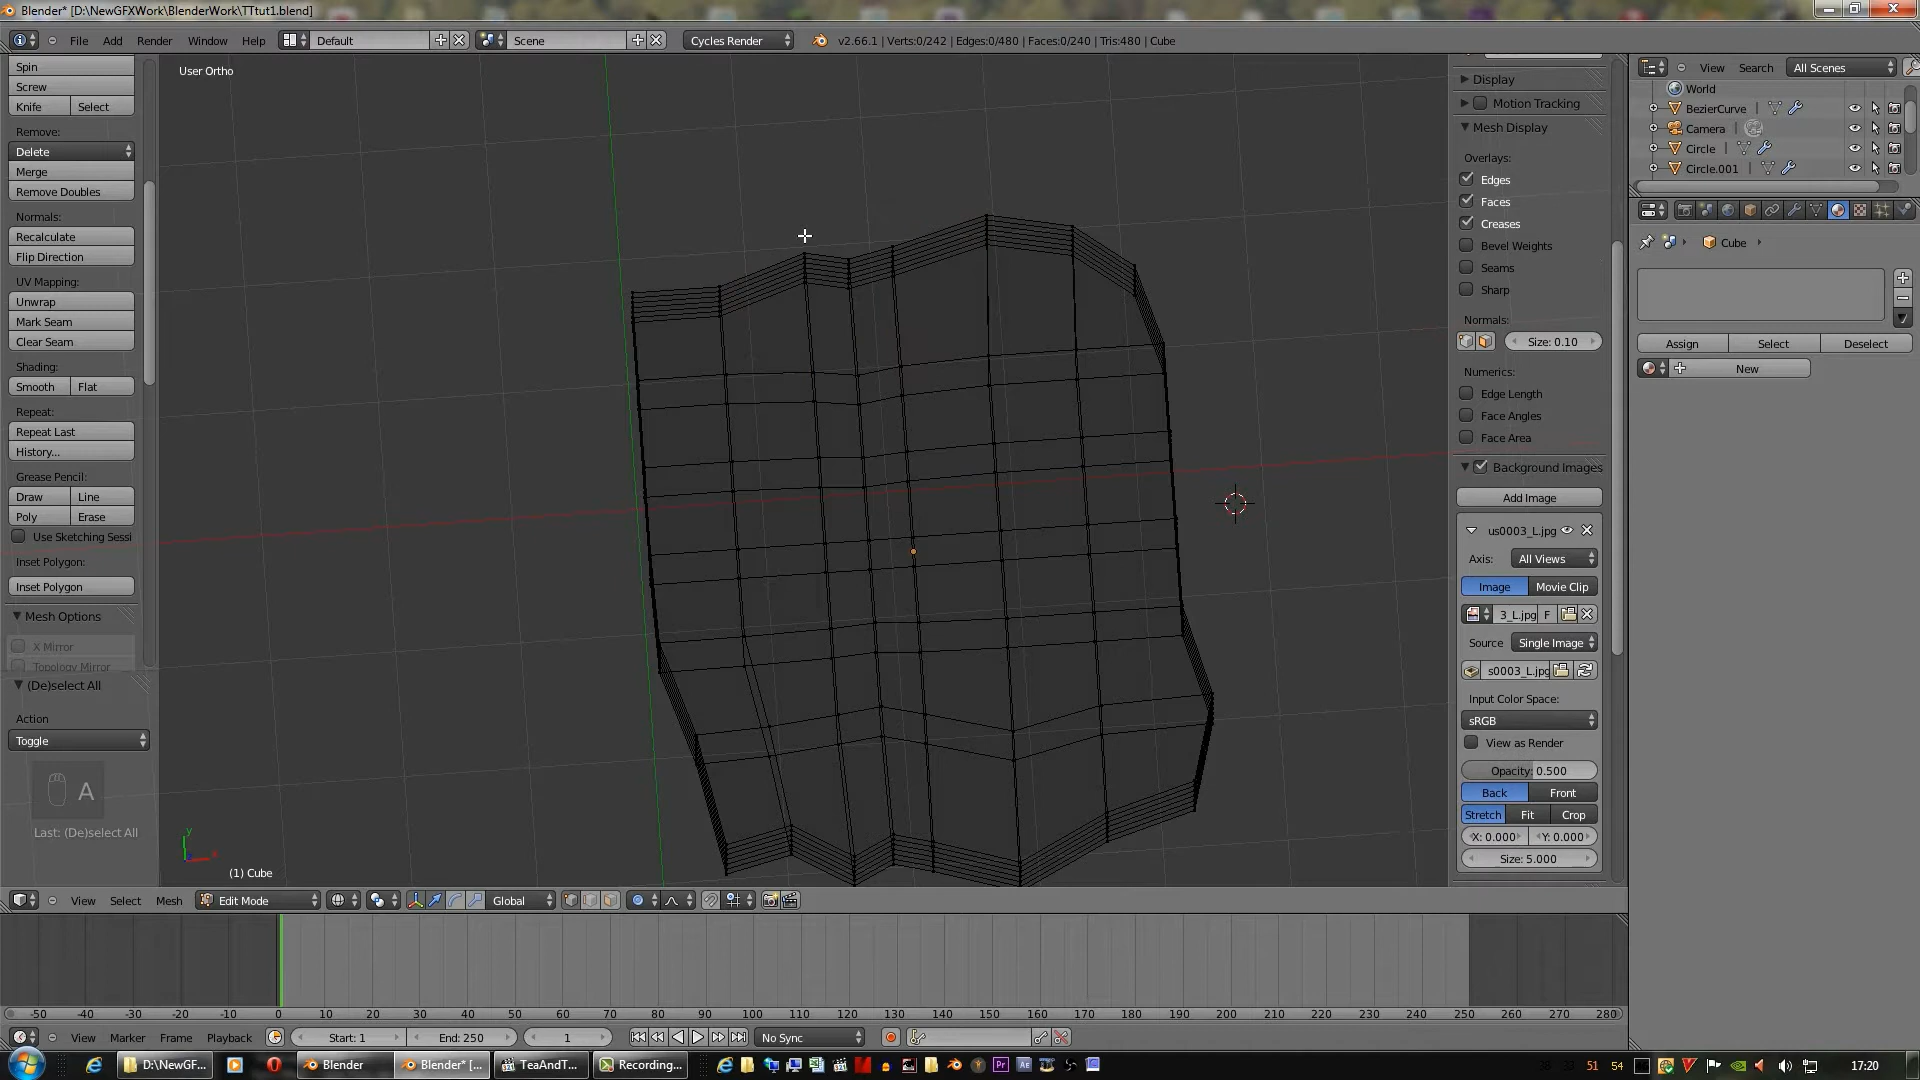 Blender* [D:\NewGFXWork\BlenderWork\TTtut1.blend]
File Add Render Window Help Default Scene Cycles Render v2.66.1 | Verts:0/242 | Edges:0/480 | Faces:0/240 | Tris:480 | Cube
Spin
Screw
Knife Select
Remove:
Delete
Merge
Remove Doubles
Normals:
Recalculate
Flip Direction
UV Mapping:
Unwrap
Mark Seam
Clear Seam
Shading:
Smooth Flat
Repeat:
Repeat Last
History...
Grease Pencil:
Draw Line
Poly Erase
Use Sketching Sessi
Inset Polygon:
Inset Polygon
Mesh Options
X Mirror
Topology Mirror
(De)select All
Action
Toggle
A
Last: (De)select All
User Ortho
y
(1) Cube
Display
Motion Tracking
Mesh Display
Overlays:
Edges
Faces
Creases
Bevel Weights
Seams
Sharp
Normals:
Size: 0.10
Numerics:
Edge Length
Face Angles
Face Area
Background Images
Add Image
us0003_L.jpg
Axis: All Views
Image Movie Clip
3_L.jpg F
Source Single Image
s0003_L.jpg
Input Color Space:
sRGB
View as Render
Opacity: 0.500
Back Front
Stretch Fit Crop
X: 0.000 Y: 0.000
Size: 5.000
View Search All Scenes
World
BezierCurve
Camera
Circle
Circle.001
Cube
Assign Select Deselect
New
View Select Mesh Edit Mode Global
-50 -40 -30 -20 -10 0 10 20 30 40 50 60 70 80 90 100 110 120 130 140 150 160 170 180 190 200 210 220 230 240 250 260 270 280
View Marker Frame Playback Start: 1 End: 250 1 No Sync
D:\NewGF... Blender Blender* [... TeaAndT... Recording... 51 54 17:20